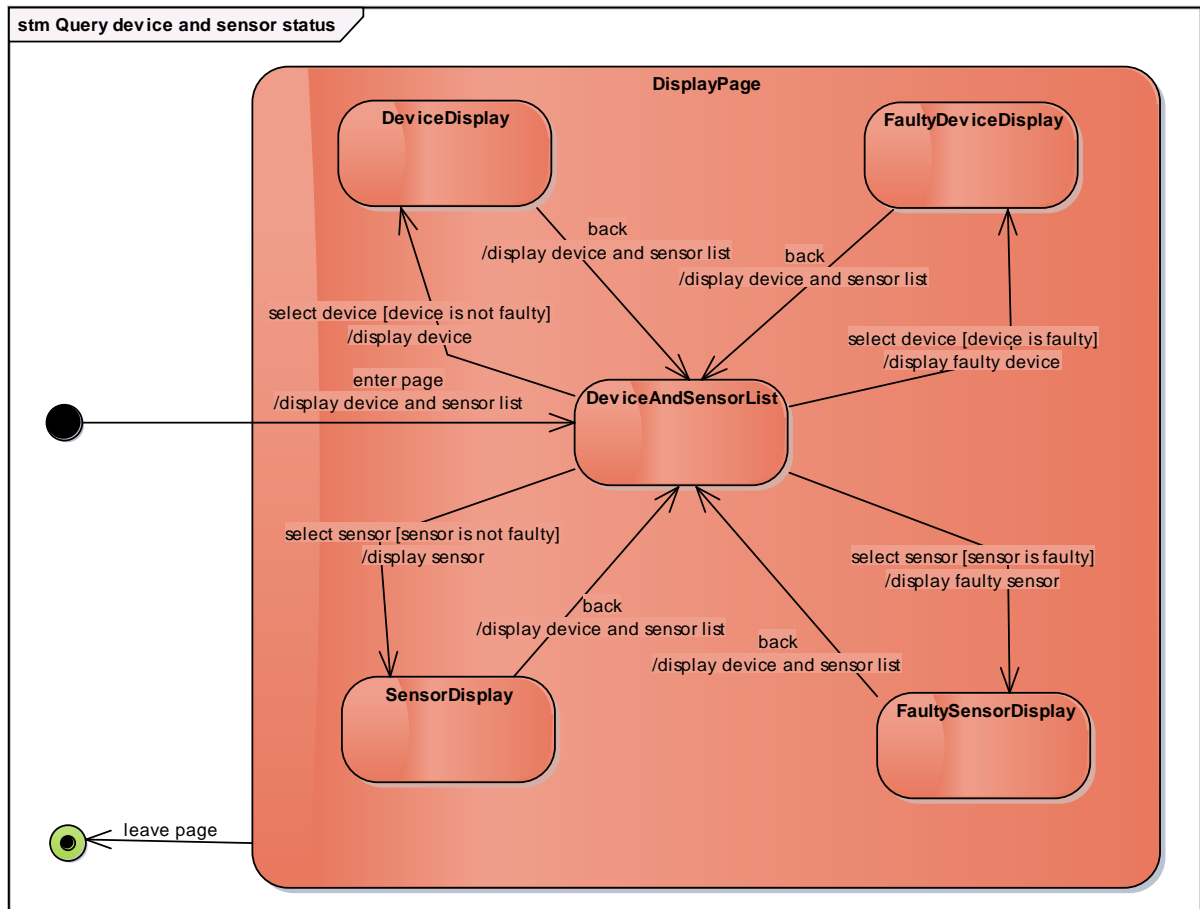 stm Query device and sensor status
DisplayPage
DeviceDisplay
FaultyDeviceDisplay
back
/display device and sensor list
back
/display device and sensor list
select device [device is not faulty]
/display device
select device [device is faulty]
/display faulty device
enter page
/display device and sensor list
DeviceAndSensorList
select sensor [sensor is not faulty]
/display sensor
select sensor [sensor is faulty]
/display faulty sensor
back
/display device and sensor list
back
/display device and sensor list
SensorDisplay
FaultySensorDisplay
leave page